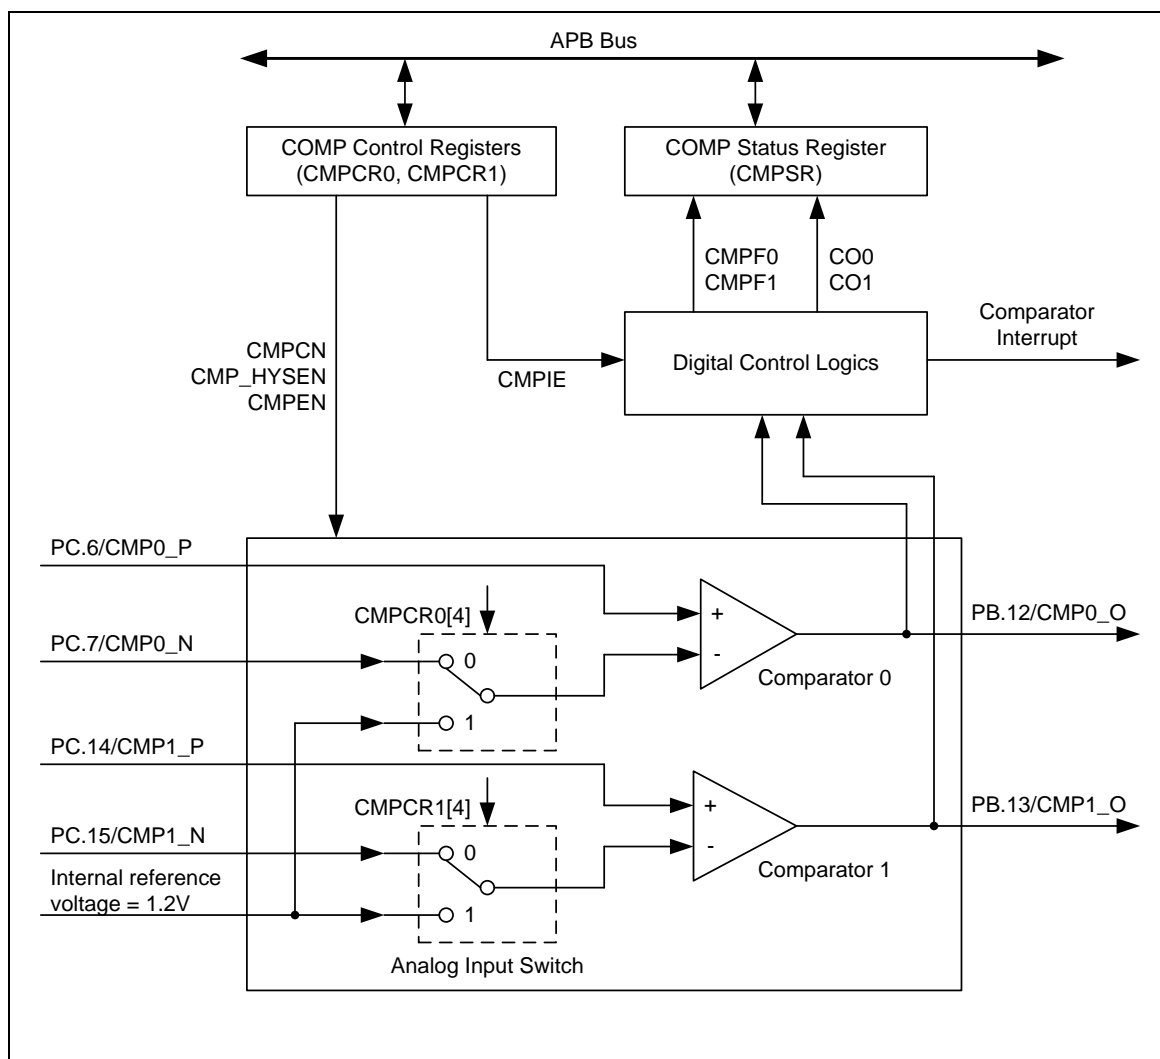 APB Bus
COMP Control Registers
(CMPCR0, CMPCR1)
COMP Status Register
(CMPSR)
CMPF0
CMPF1
CO0
CO1
Comparator
Interrupt
Digital Control Logics
CMPCN
CMP_HYSEN
CMPEN
CMPIE
PC.6/CMP0_P
CMPCR0[4]
+
-
PB.12/CMP0_O
PC.7/CMP0_N
0
1
Comparator 0
PC.14/CMP1_P
CMPCR1[4]
+
-
PB.13/CMP1_O
PC.15/CMP1_N
0
1
Comparator 1
Internal reference
voltage = 1.2V
Analog Input Switch